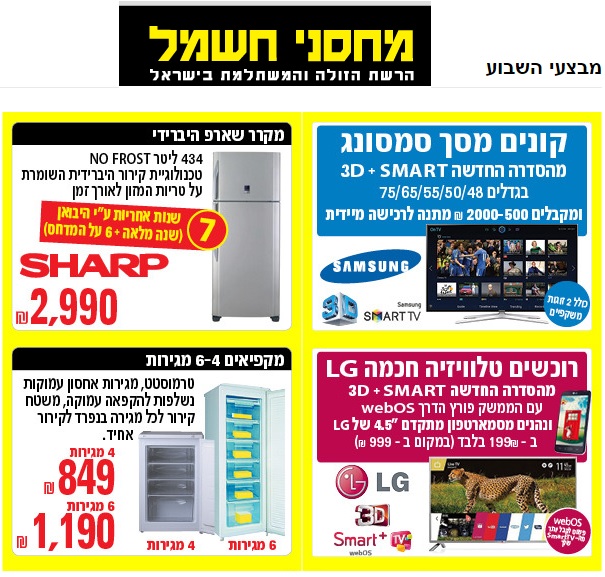 מחסני חשמל
הרשת הזולה והמשתלמת בישראל
מבצעי השבוע
קונים מסך סמסונג
מהסדרה החדשה 3D + SMART
בגדלים 75/65/55/50/48
ומקבלים 2000-500 ₪ מתנה לרכישה מיידית
SAMSUNG
3D
Samsung
SMART TV
כולל 2 זוגות
משקפיים
מקרר שארפ היברידי
434 ליטר NO FROST
טכנולוגיית קירור היברידית השומרת
על טריות המזון לאורך זמן
7
שנות אחריות ע"י היבואן
(שנה מלאה + 6 על המדחס)
SHARP
2,990 ₪
רוכשים טלוויזיה חכמה LG
מהסדרה החדשה 3D + SMART
עם הממשק פורץ הדרך webOS
ונהנים מסמארטפון מתקדם "4.5 של LG
ב - 199₪ בלבד (במקום ב - 999 ₪)
LG
3D
Smart+ TV
webOS
webOS
מקפיאים 6-4 מגירות
טרמוסטט, מגירות אחסון עמוקות
נשלפות להקפאה עמוקה, משטח
קירור לכל מגירה בנפרד לקירור
אחיד.
4 מגירות
849 ₪
6 מגירות
1,190 ₪
4 מגירות
6 מגירות